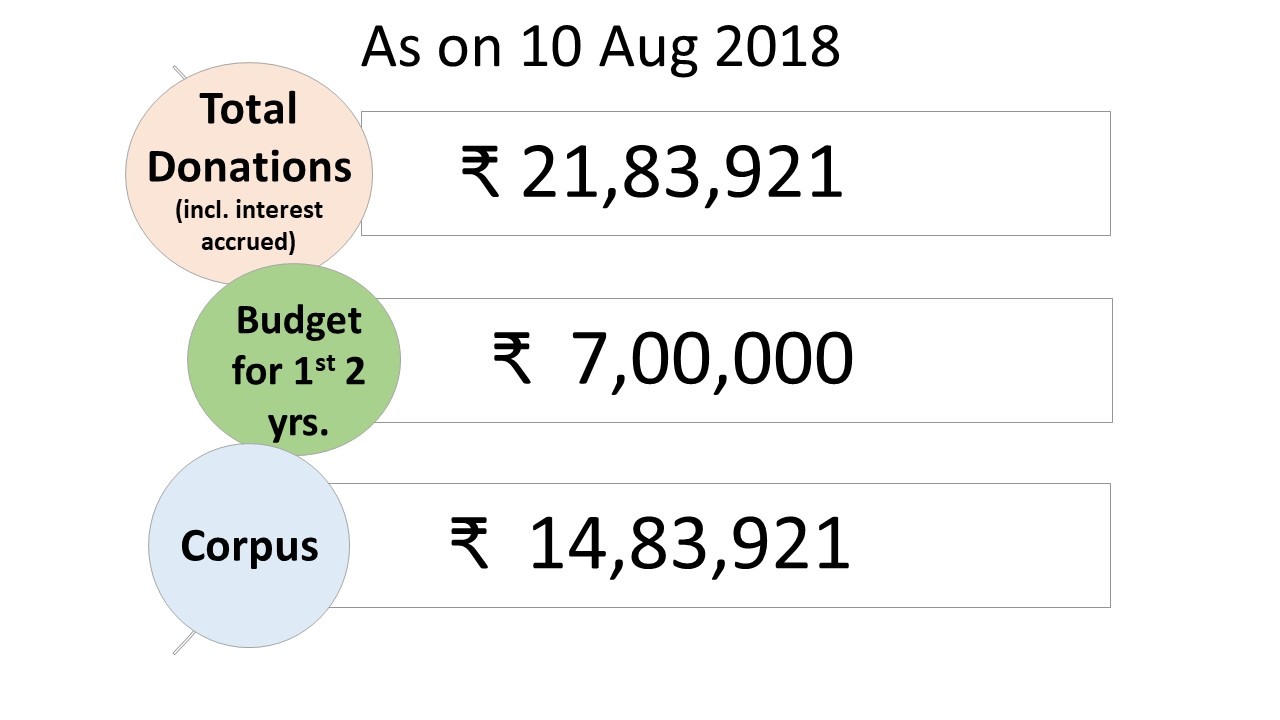 As on 10 Aug 2018
Total
Donations
(incl. interest
accrued)
₹ 21,83,921
Budget
for 1st 2
yrs.
₹ 7,00,000
Corpus
₹ 14,83,921